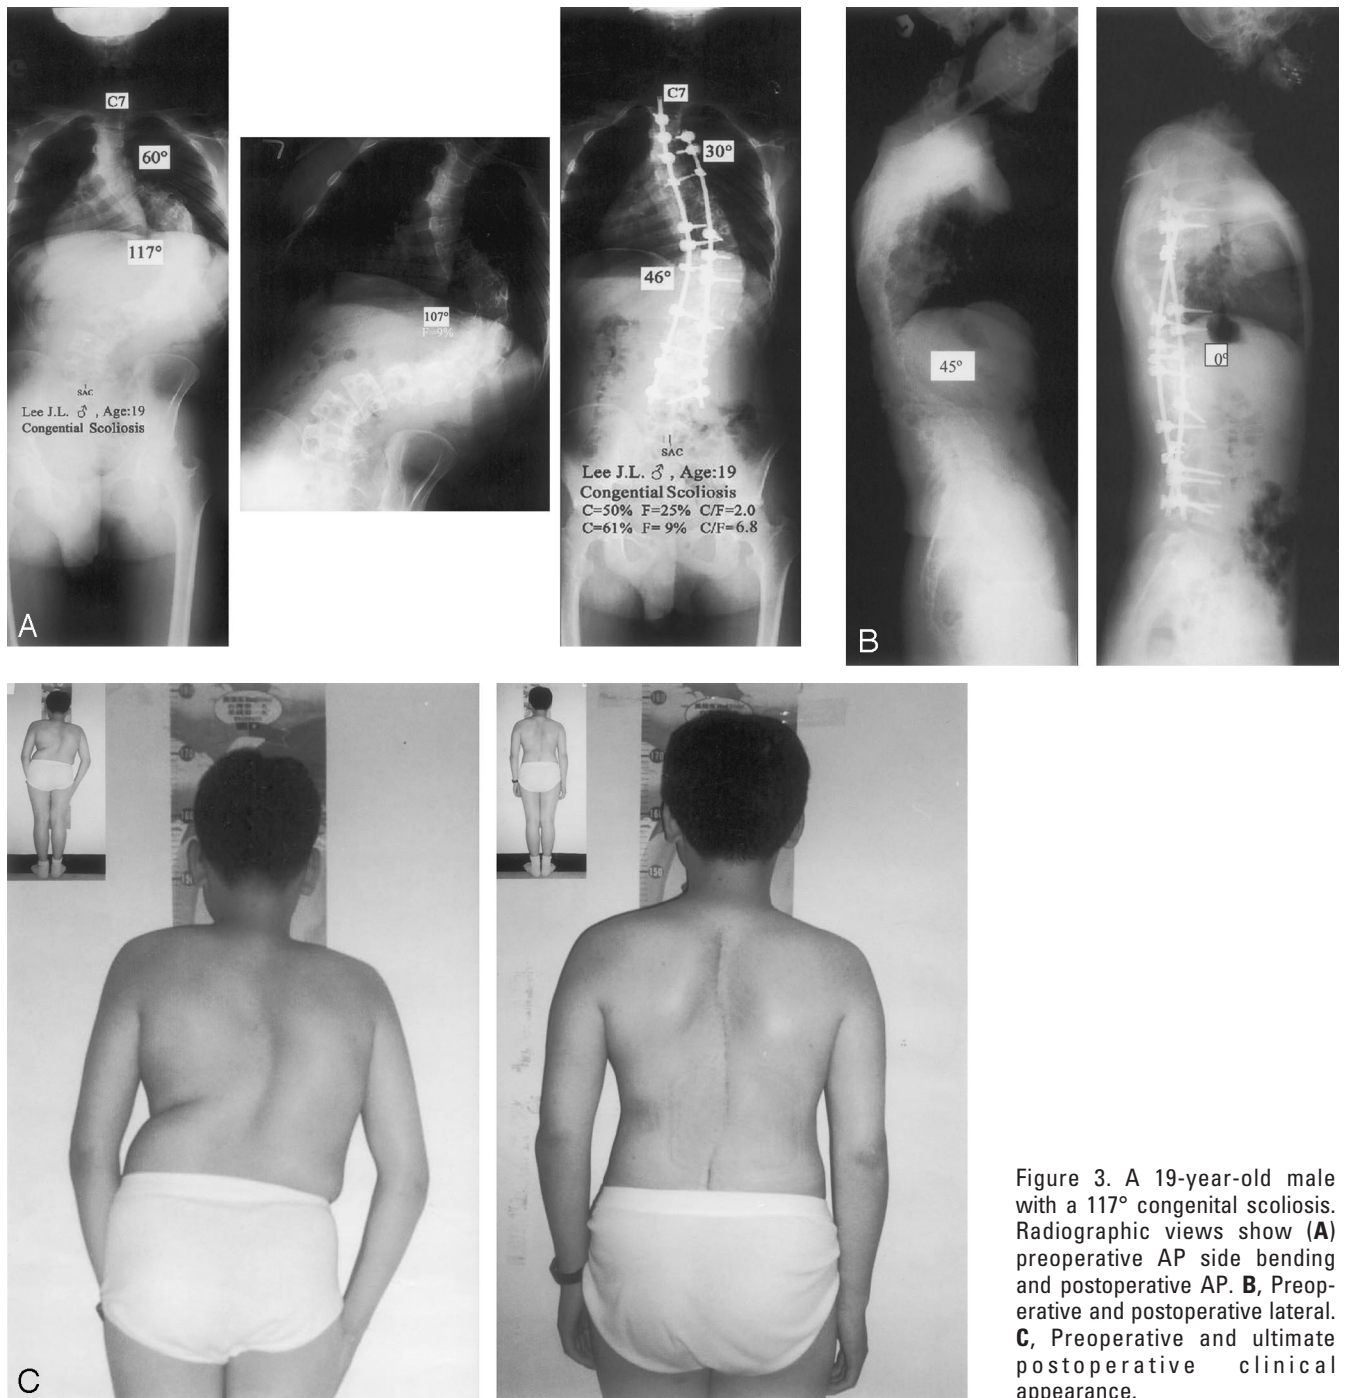 C7
60°
117°
SAC
Lee J.L. ♂ , Age:19
Congential Scoliosis
A
107°
F=9%
C7
30°
46°
SAC
Lee J.L. ♂ , Age:19
Congential Scoliosis
C=50% F=25% C/F=2.0
C=61% F= 9% C/F=6.8
45°
B
0°
C
170
150
Figure 3. A 19-year-old male
with a 117° congenital scoliosis.
Radiographic views show (A)
preoperative AP side bending
and postoperative AP. B, Preop-
erative and postoperative lateral.
C, Preoperative and ultimate
postoperative clinical
appearance.